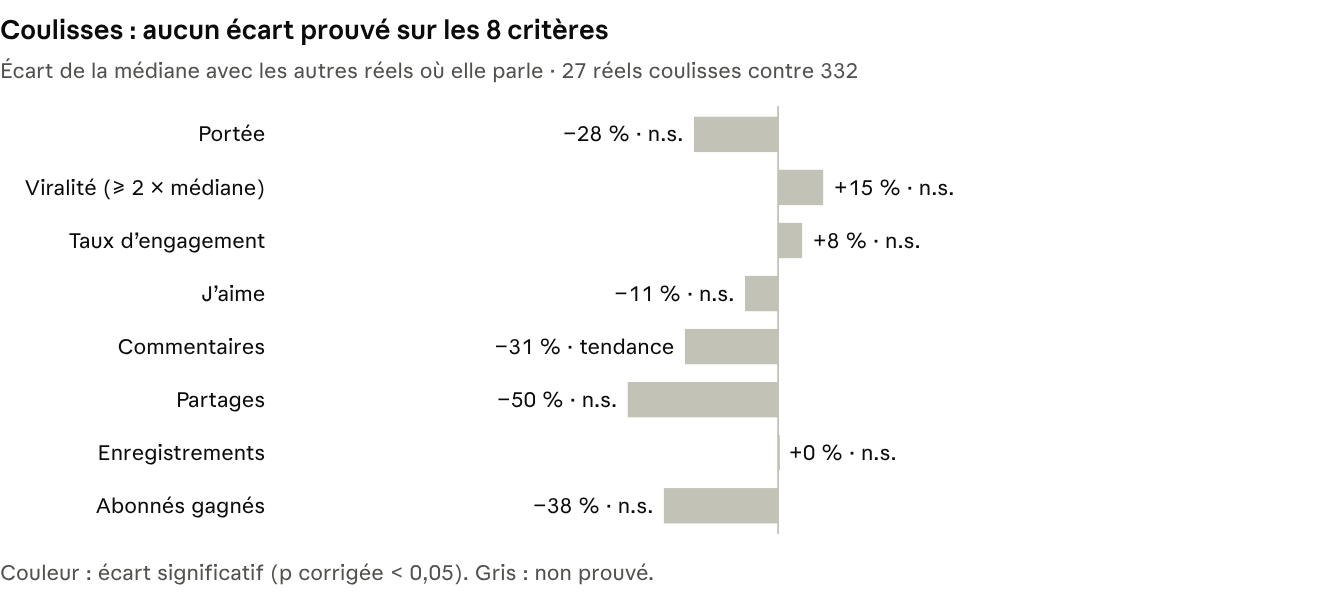 Coulisses : aucun écart prouvé sur les 8 critères
Écart de la médiane avec les autres réels où elle parle · 27 réels coulisses contre 332
Portée −28 % · n.s.
Viralité (≥ 2 × médiane) +15 % · n.s.
Taux d’engagement +8 % · n.s.
J’aime −11 % · n.s.
Commentaires −31 % · tendance
Partages −50 % · n.s.
Enregistrements +0 % · n.s.
Abonnés gagnés −38 % · n.s.
Couleur : écart significatif (p corrigée < 0,05). Gris : non prouvé.